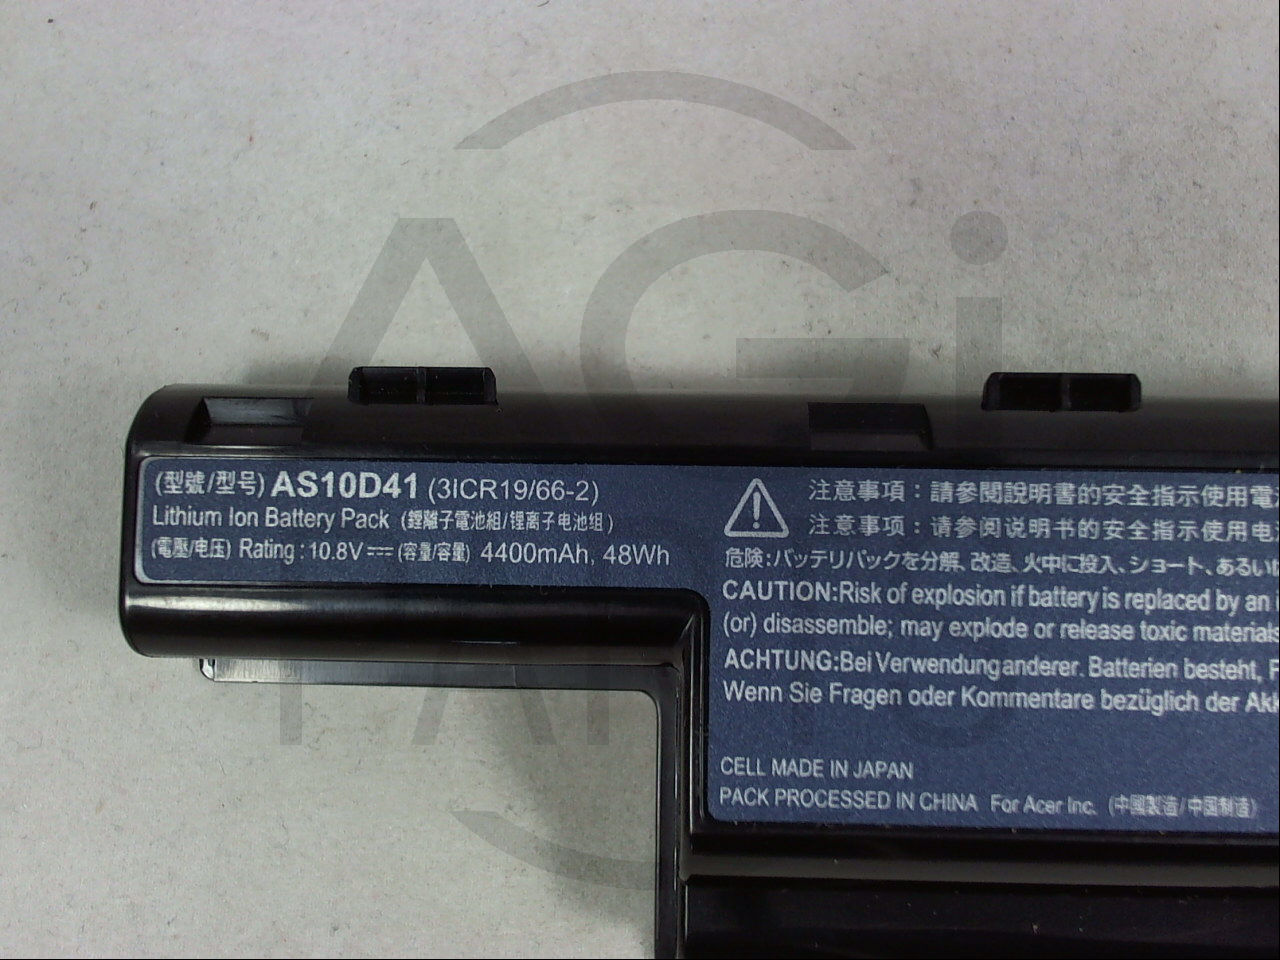 (型號/型号) AS10D41 (3ICR19/66-2)
Lithium Ion Battery Pack (鋰離子電池組/锂离子电池组)
(電壓/电压) Rating : 10.8V (容量/容量) 4400mAh, 48Wh
注意事項：請參閱說明書的安全指示使用電
注意事项：请参阅说明书的安全指示使用电
危険:バッテリパックを分解、改造、火中に投入、ショート、あるい
CAUTION:Risk of explosion if battery is replaced by an
(or) disassemble; may explode or release toxic materials
ACHTUNG:Bei Verwendung anderer. Batterien besteht,
Wenn Sie Fragen oder Kommentare bezüglich der
CELL MADE IN JAPAN
PACK PROCESSED IN CHINA For Acer Inc. (中國製造/中国制造)
AGi
PARTS